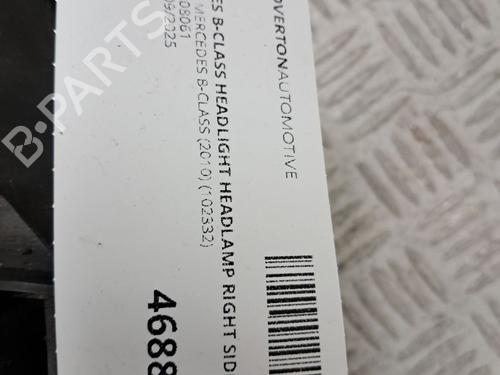 OVERTONAUTOMOTIVE
ES B-CLASS HEADLIGHT HEADLAMP RIGHT SID
MERCEDES B-CLASS (2010) (102332)
08061
09/2025
4688
B-PARTS